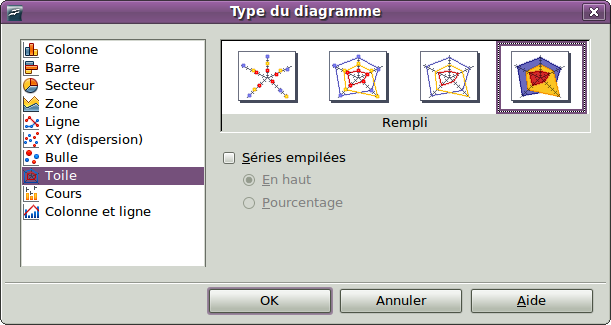 Type du diagramme
Colonne
Barre
Secteur
Zone
Ligne
XY (dispersion)
Bulle
Toile
Cours
Colonne et ligne
Rempli
Séries empilées
En haut
Pourcentage
OK
Annuler
Aide